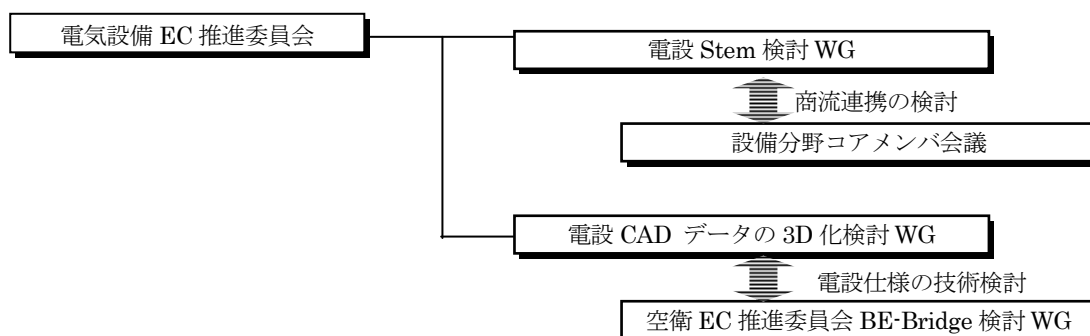 電気設備 EC 推進委員会
電設 Stem 検討 WG
商流連携の検討
設備分野コアメンバ会議
電設 CAD データの 3D 化検討 WG
電設仕様の技術検討
空衛 EC 推進委員会 BE-Bridge 検討 WG